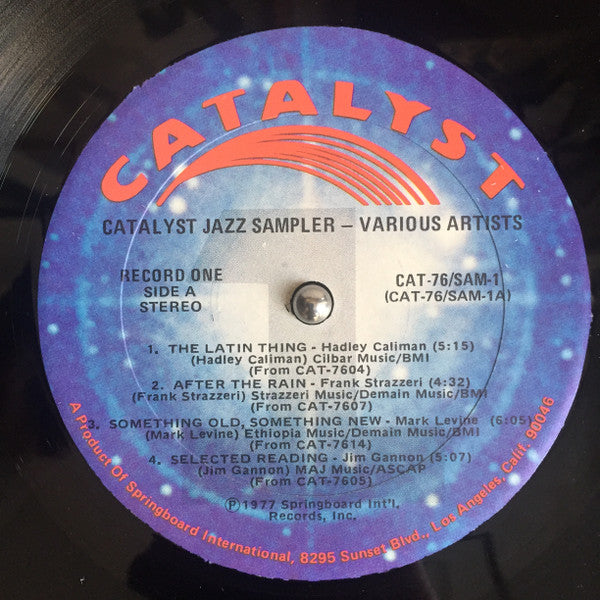 CATALYST
CATALYST JAZZ SAMPLER – VARIOUS ARTISTS
RECORD ONE
SIDE A
STEREO
CAT-76/SAM-1
(CAT-76/SAM-1A)
1. THE LATIN THING - Hadley Caliman (5:15)
(Hadley Caliman) Cilbar Music/BMI
(From CAT-7604)
2. AFTER THE RAIN - Frank Strazzeri (4:32)
(Frank Strazzeri) Strazzeri Music/Demain Music/BMI
(From CAT-7607)
3. SOMETHING OLD, SOMETHING NEW - Mark Levine (6:05)
(Mark Levine) Ethiopia Music/Demain Music/BMI
(From CAT-7614)
4. SELECTED READING - Jim Gannon (5:07)
(Jim Gannon) MAJ Music/ASCAP
(From CAT-7605)
Ⓟ1977 Springboard Int'l.
Records, Inc.
A Product Of Springboard International, 8295 Sunset Blvd., Los Angeles, Calif. 90046